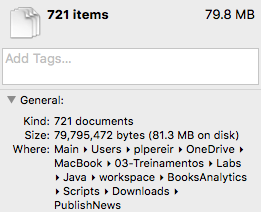 721 items 79.8 MB
Add Tags...
▼ General:
Kind: 721 documents
Size: 79,795,472 bytes (81.3 MB on disk)
Where: Main ▸ Users ▸ plpereir ▸ OneDrive ▸
MacBook ▸ 03-Treinamentos ▸ Labs
▸ Java ▸ workspace ▸ BooksAnalytics
▸ Scripts ▸ Downloads ▸
PublishNews